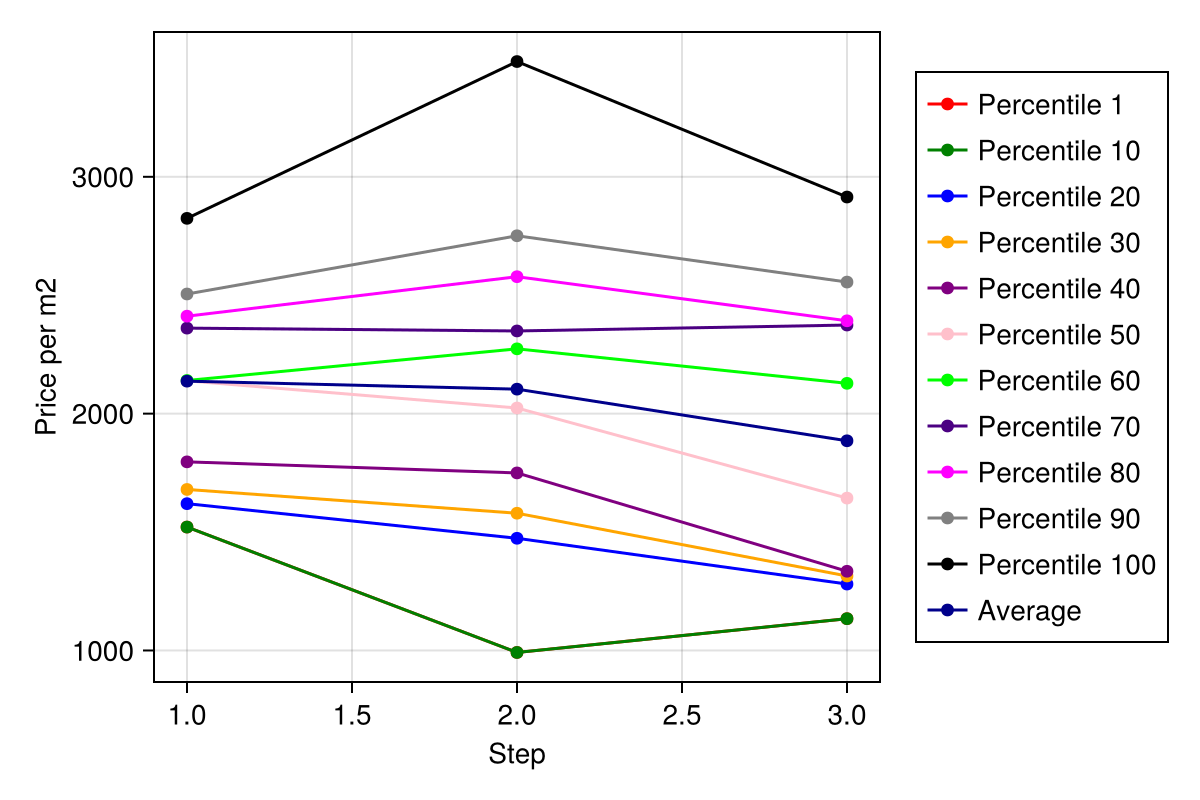 Price per m2
3000
2000
1000
1.0
1.5
2.0
2.5
3.0
Step
Percentile 1
Percentile 10
Percentile 20
Percentile 30
Percentile 40
Percentile 50
Percentile 60
Percentile 70
Percentile 80
Percentile 90
Percentile 100
Average